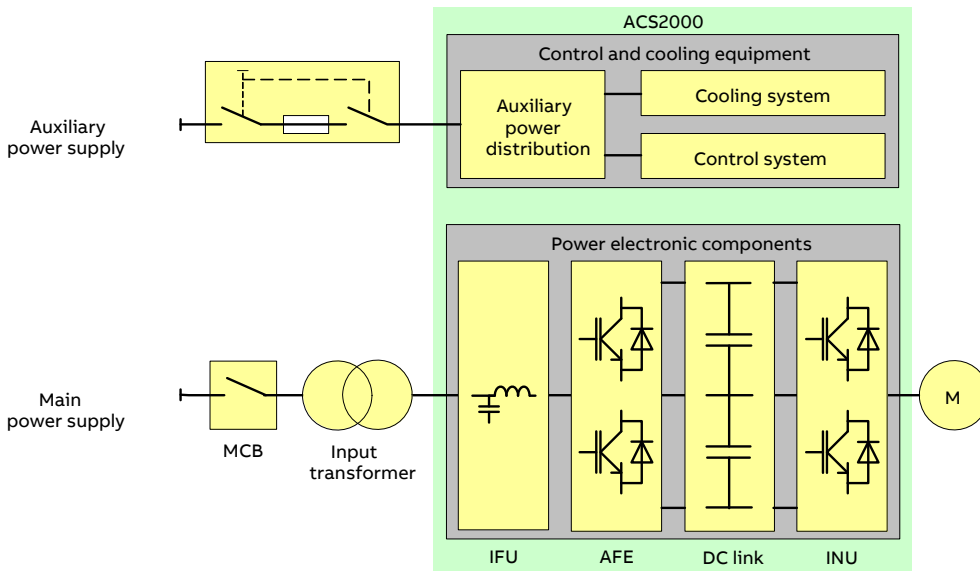 ACS2000
Control and cooling equipment
Auxiliary
power supply
Auxiliary
power
distribution
Cooling system
Control system
Power electronic components
Main
power supply
MCB
Input
transformer
M
IFU
AFE
DC link
INU